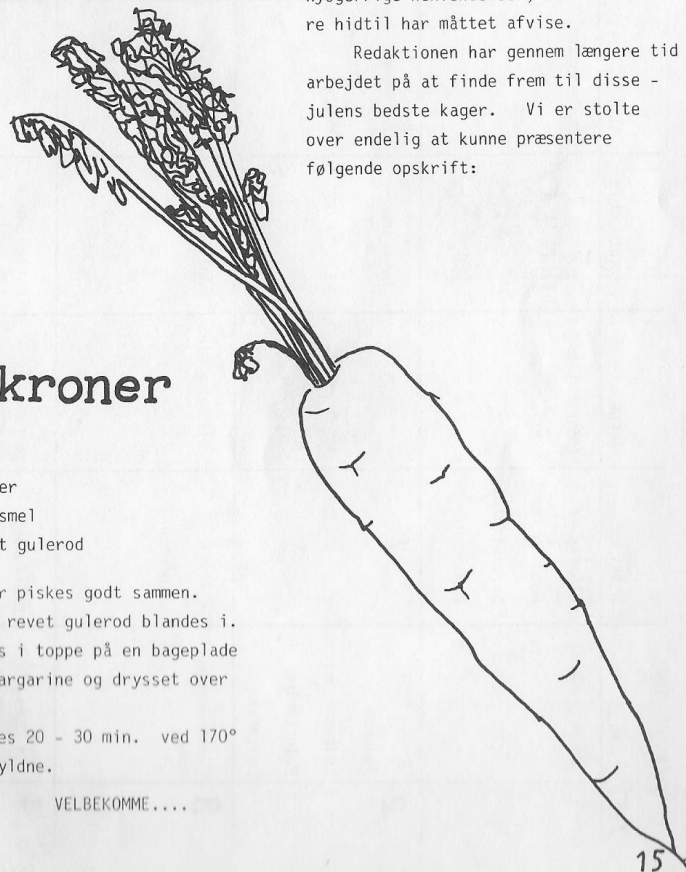 re hidtil har måttet afvise.
Redaktionen har gennem længere tid
arbejdet på at finde frem til disse -
julens bedste kager. Vi er stolte
over endelig at kunne præsentere
følgende opskrift:
kroner
er
smel
t gulerod
r piskes godt sammen.
revet gulerod blandes i.
s i toppe på en bageplade
argarine og drysset over
es 20 - 30 min. ved 170°
yldne.
VELBEKOMME....
15